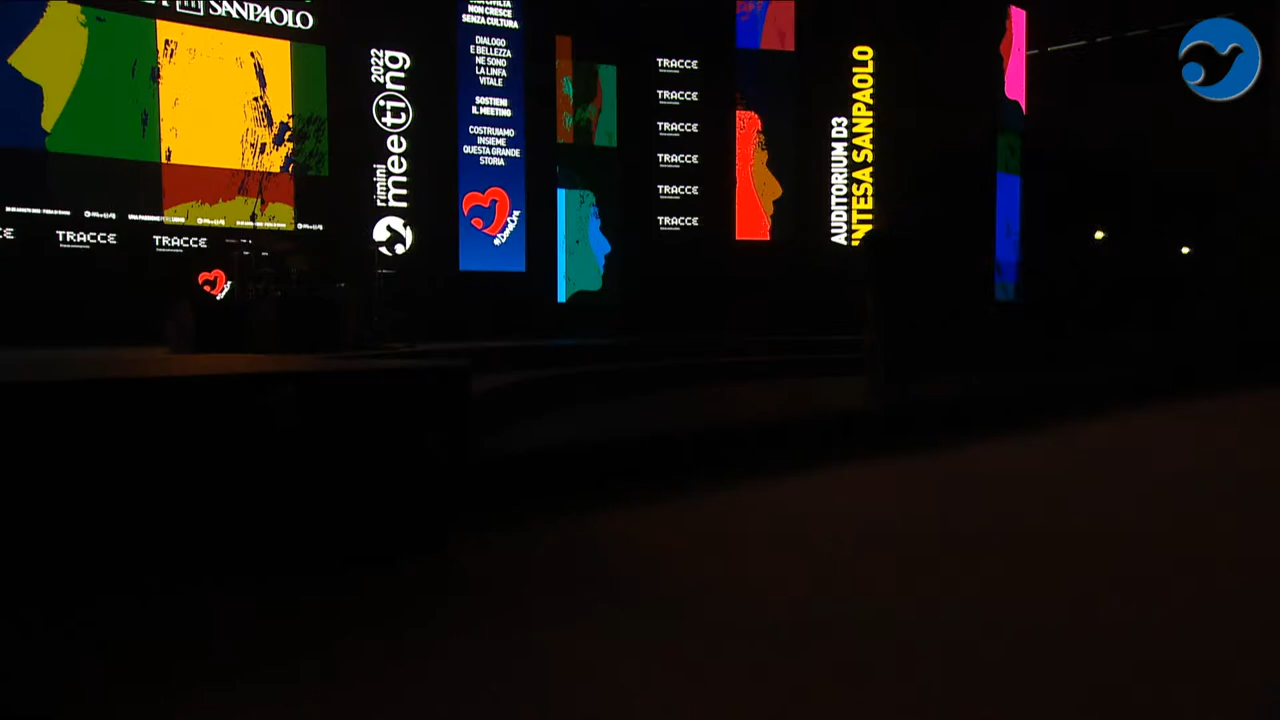 SANPAOLO
TRACCE
TRACCE
rimini
meeting
2022
NON CRESCE
SENZA CULTURA
DIALOGO
E BELLEZZA
NE SONO
LA LINFA
VITALE
SOSTIENI
IL MEETING
COSTRUIAMO
INSIEME
QUESTA GRANDE
STORIA
TRACCE
TRACCE
TRACCE
TRACCE
TRACCE
TRACCE
AUDITORIUM D3
INTESA SANPAOLO